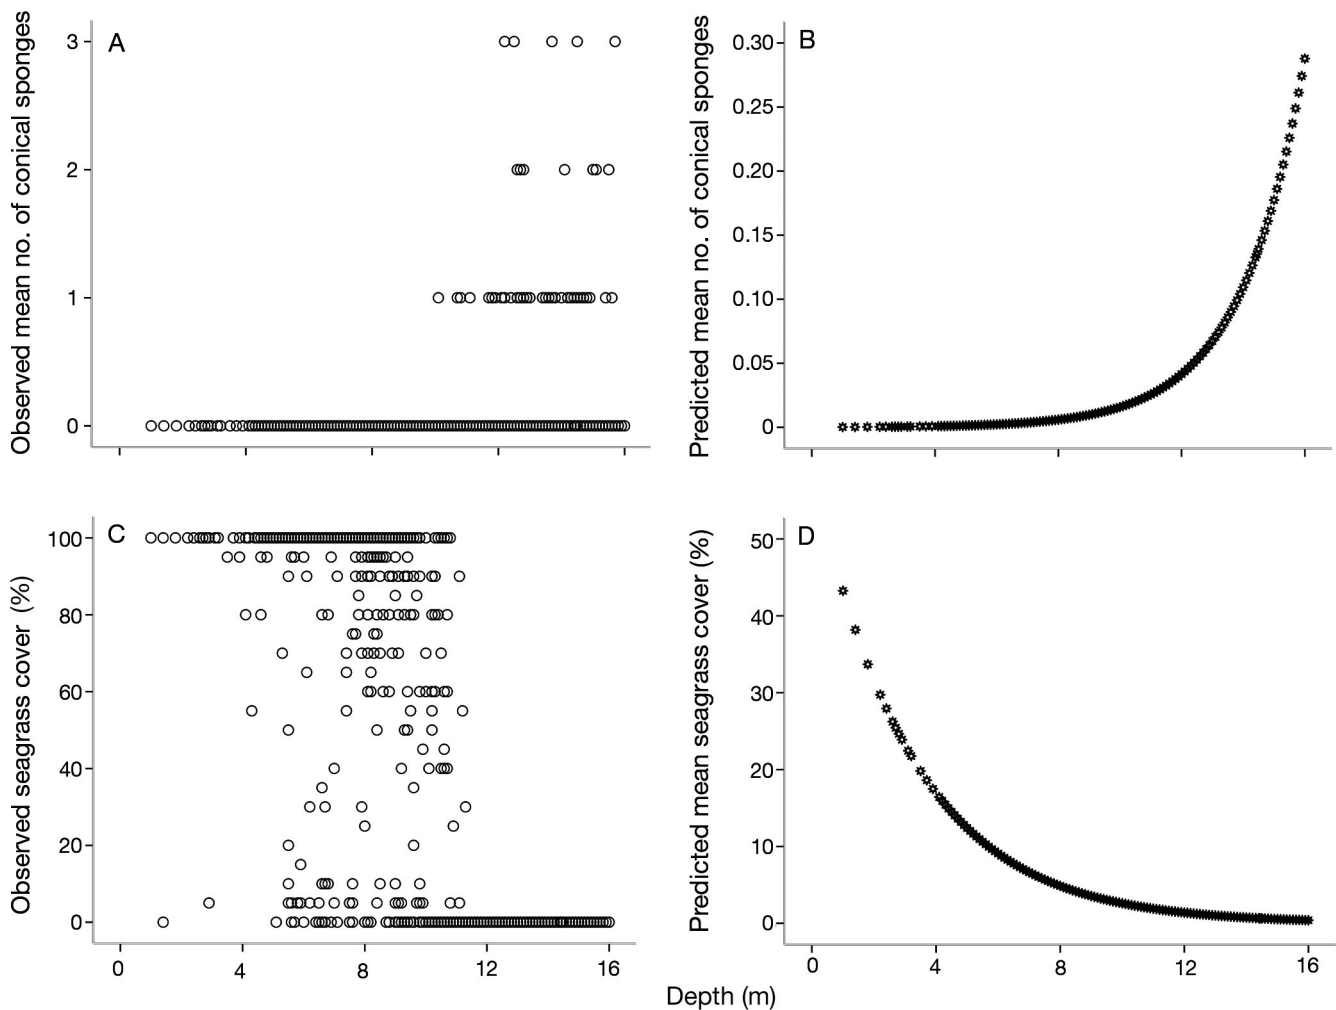 A
Observed mean no. of conical sponges
3
2
1
0
B
Predicted mean no. of conical sponges
0.30
0.25
0.20
0.15
0.10
0.05
0
C
Observed seagrass cover (%)
100
80
60
40
20
0
0 4 8 12 16
D
Predicted mean seagrass cover (%)
50
40
30
20
10
0
0 4 8 12 16
Depth (m)